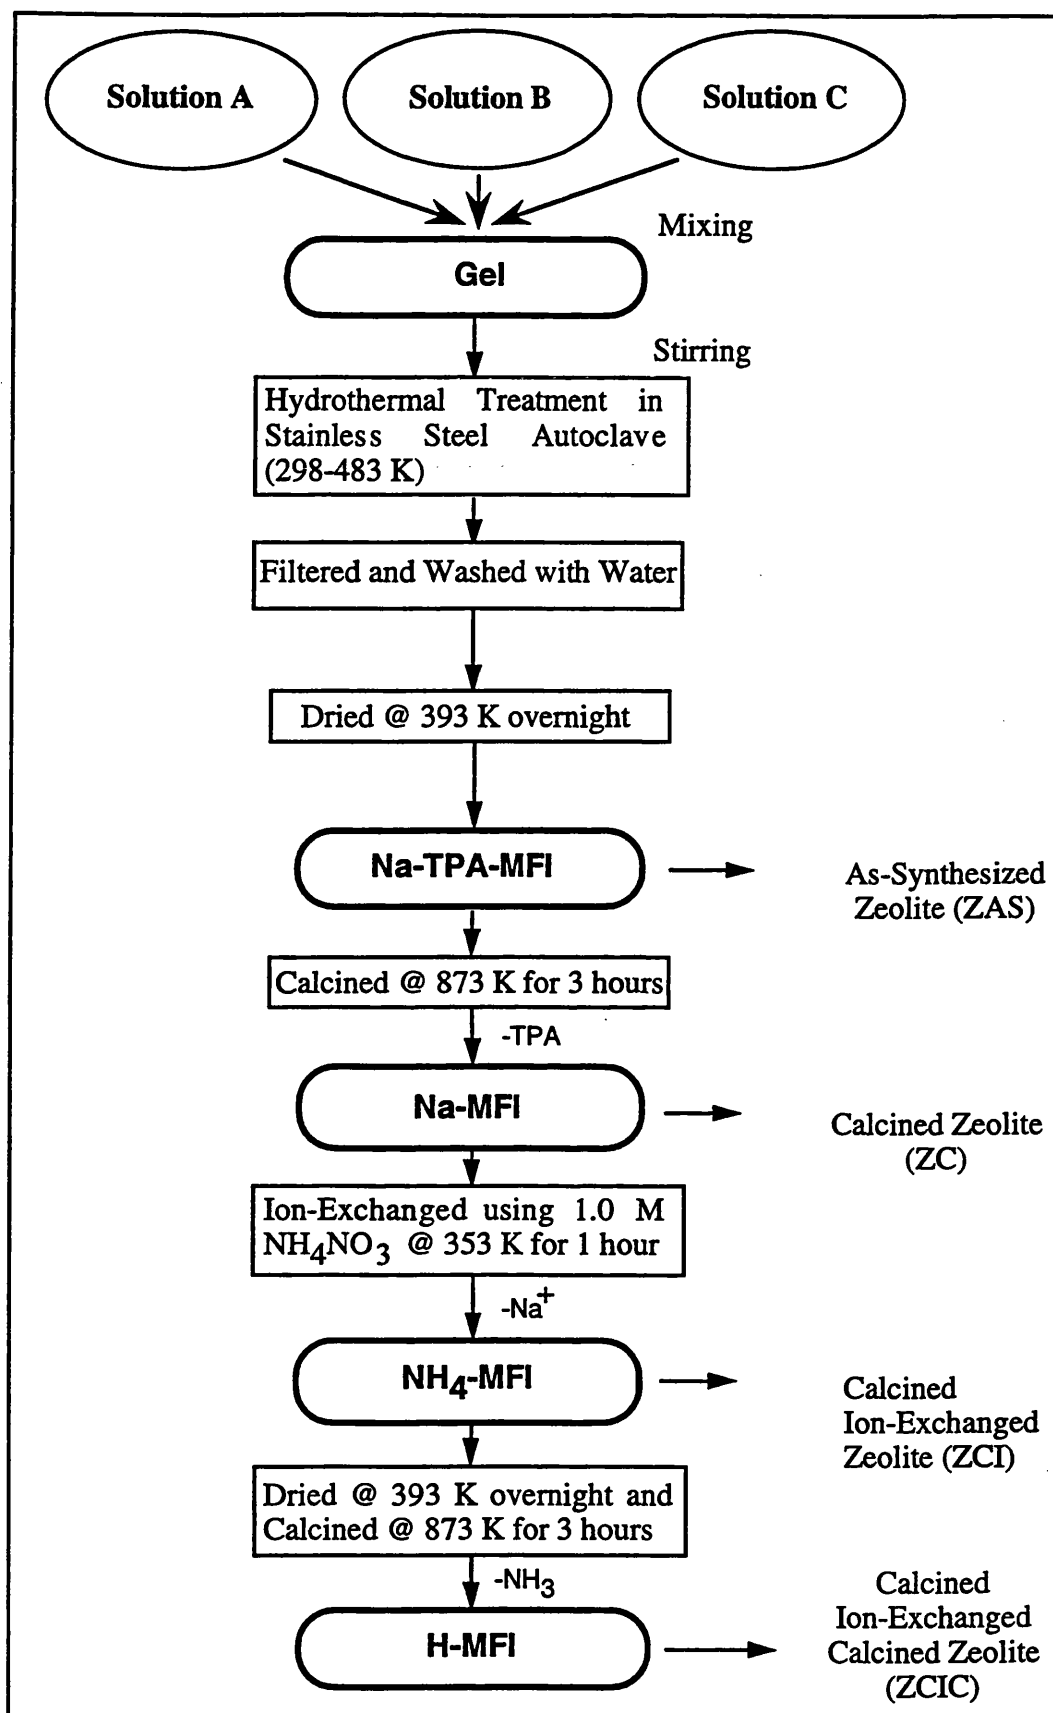 Solution A
Solution B
Solution C
Mixing
Gel
Stirring
Hydrothermal Treatment in
Stainless Steel Autoclave
(298-483 K)
Filtered and Washed with Water
Dried @ 393 K overnight
Na-TPA-MFI
As-Synthesized
Zeolite (ZAS)
Calcined @ 873 K for 3 hours
-TPA
Na-MFI
Calcined Zeolite
(ZC)
Ion-Exchanged using 1.0 M
NH4NO3 @ 353 K for 1 hour
-Na+
NH4-MFI
Calcined
Ion-Exchanged
Zeolite (ZCI)
Dried @ 393 K overnight and
Calcined @ 873 K for 3 hours
-NH3
H-MFI
Calcined
Ion-Exchanged
Calcined Zeolite
(ZCIC)